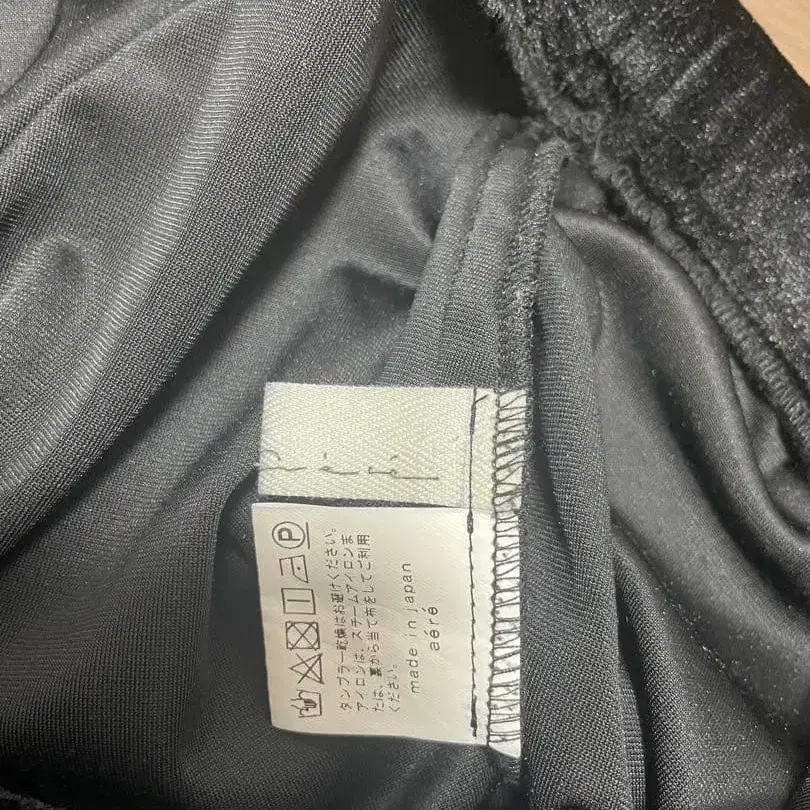 タンブラー乾燥はお避けください。
アイロンは、スチームアイロンま
たは、裏から当て布をしてご利用
ください。
made in japan
aéré